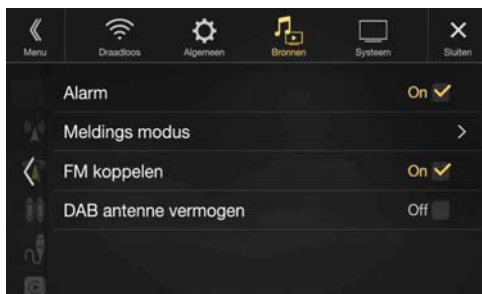 Menu Draadloos Algemeen Bronnen Systeem Sluiten
Alarm On
Meldings modus
FM koppelen On
DAB antenne vermogen Off